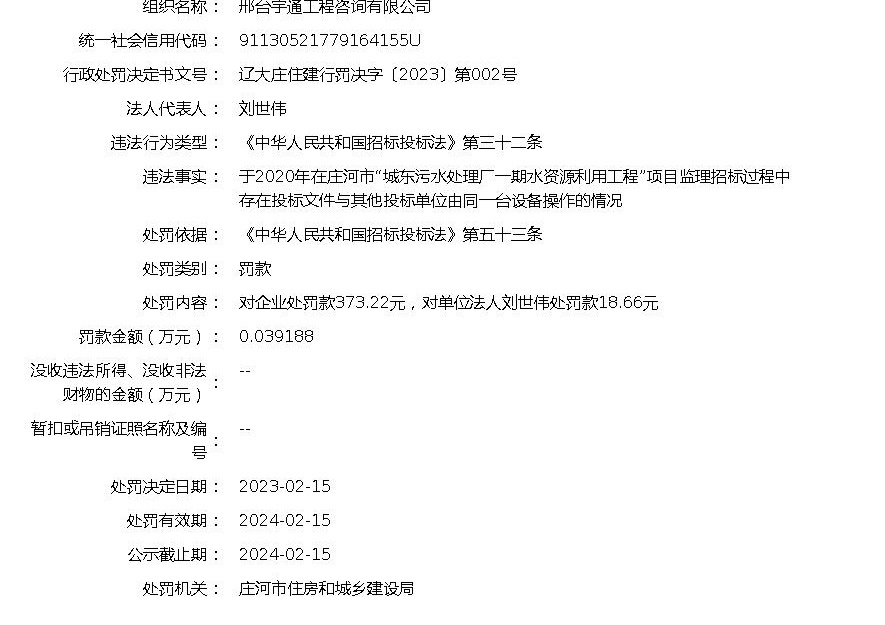 组织名称： 邢台宇通工程咨询有限公司
统一社会信用代码： 91130521779164155U
行政处罚决定书文号： 辽大庄住建行罚决字〔2023〕第002号
法人代表人： 刘世伟
违法行为类型： 《中华人民共和国招标投标法》第三十二条
违法事实： 于2020年在庄河市“城东污水处理厂一期水资源利用工程”项目监理招标过程中
存在投标文件与其他投标单位由同一台设备操作的情况
处罚依据： 《中华人民共和国招标投标法》第五十三条
处罚类别： 罚款
处罚内容： 对企业处罚款373.22元，对单位法人刘世伟处罚款18.66元
罚款金额（万元）： 0.039188
没收违法所得、没收非法
财物的金额（万元）： --
暂扣或吊销证照名称及编
号： --
处罚决定日期： 2023-02-15
处罚有效期： 2024-02-15
公示截止期： 2024-02-15
处罚机关： 庄河市住房和城乡建设局